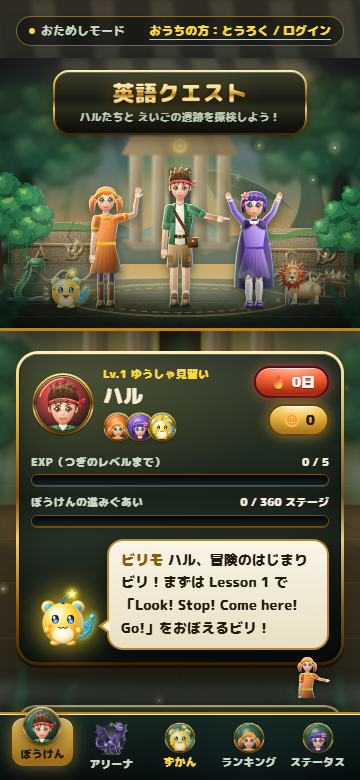 おためしモード
おうちの方：とうろく / ログイン
英語クエスト
ハルたちと えいごの遺跡を探検しよう！
Lv.1 ゆうしゃ見習い
ハル
0日
0
EXP（つぎのレベルまで）
0 / 5
ぼうけんの進みぐあい
0 / 360 ステージ
ビリモ ハル、冒険のはじまり
ビリ！まずは Lesson 1 で
「Look! Stop! Come here!
Go!」をおぼえるビリ！
ぼうけん
アリーナ
ずかん
ランキング
ステータス